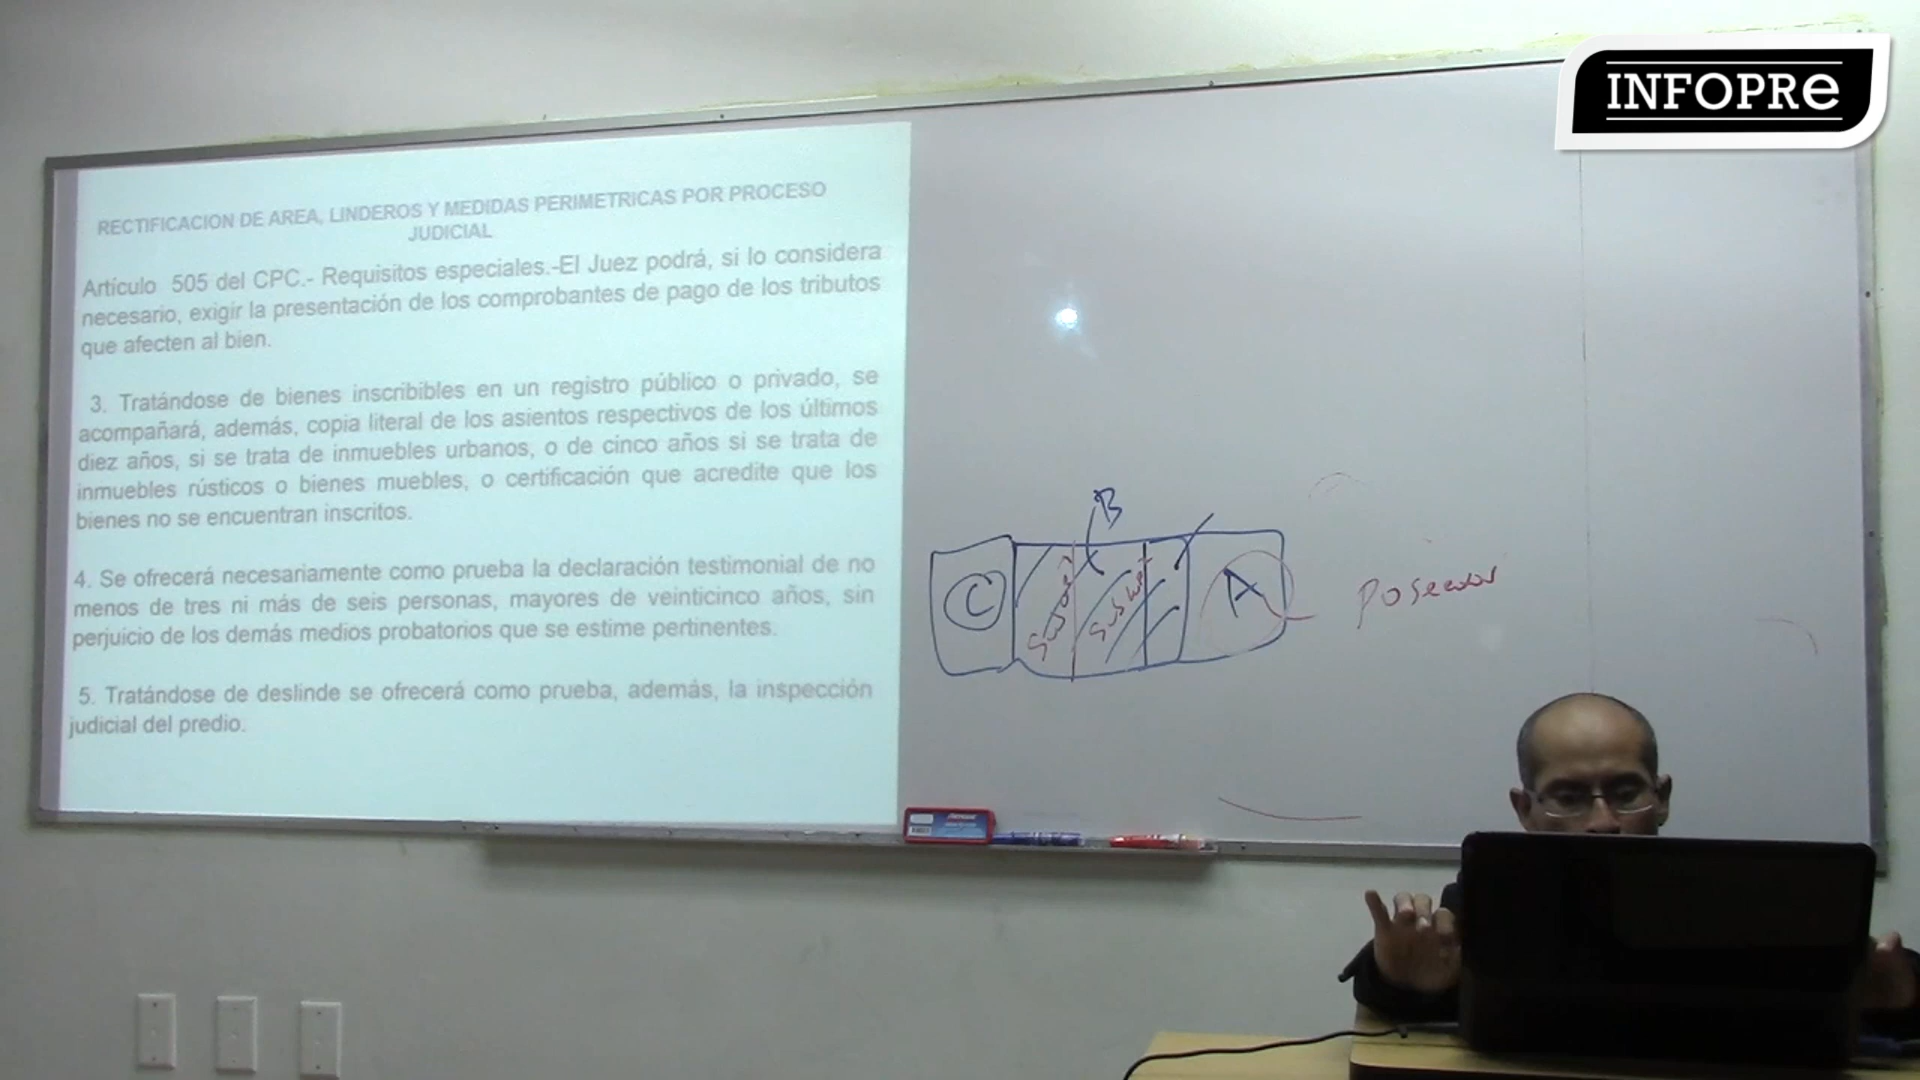 INFOPRe
RECTIFICACION DE AREA, LINDEROS Y MEDIDAS PERIMETRICAS POR PROCESO
JUDICIAL
Artículo 505 del CPC.- Requisitos especiales.-El Juez podrá, si lo considera
necesario, exigir la presentación de los comprobantes de pago de los tributos
que afecten al bien.
3. Tratándose de bienes inscribibles en un registro público o privado, se
acompañará, además, copia literal de los asientos respectivos de los últimos
diez años, si se trata de inmuebles urbanos, o de cinco años si se trata de
inmuebles rústicos o bienes muebles, o certificación que acredite que los
bienes no se encuentran inscritos.
4. Se ofrecerá necesariamente como prueba la declaración testimonial de no
menos de tres ni más de seis personas, mayores de veinticinco años, sin
perjuicio de los demás medios probatorios que se estime pertinentes.
5. Tratándose de deslinde se ofrecerá como prueba, además, la inspección
judicial del predio.
B
C
A
Poseedor